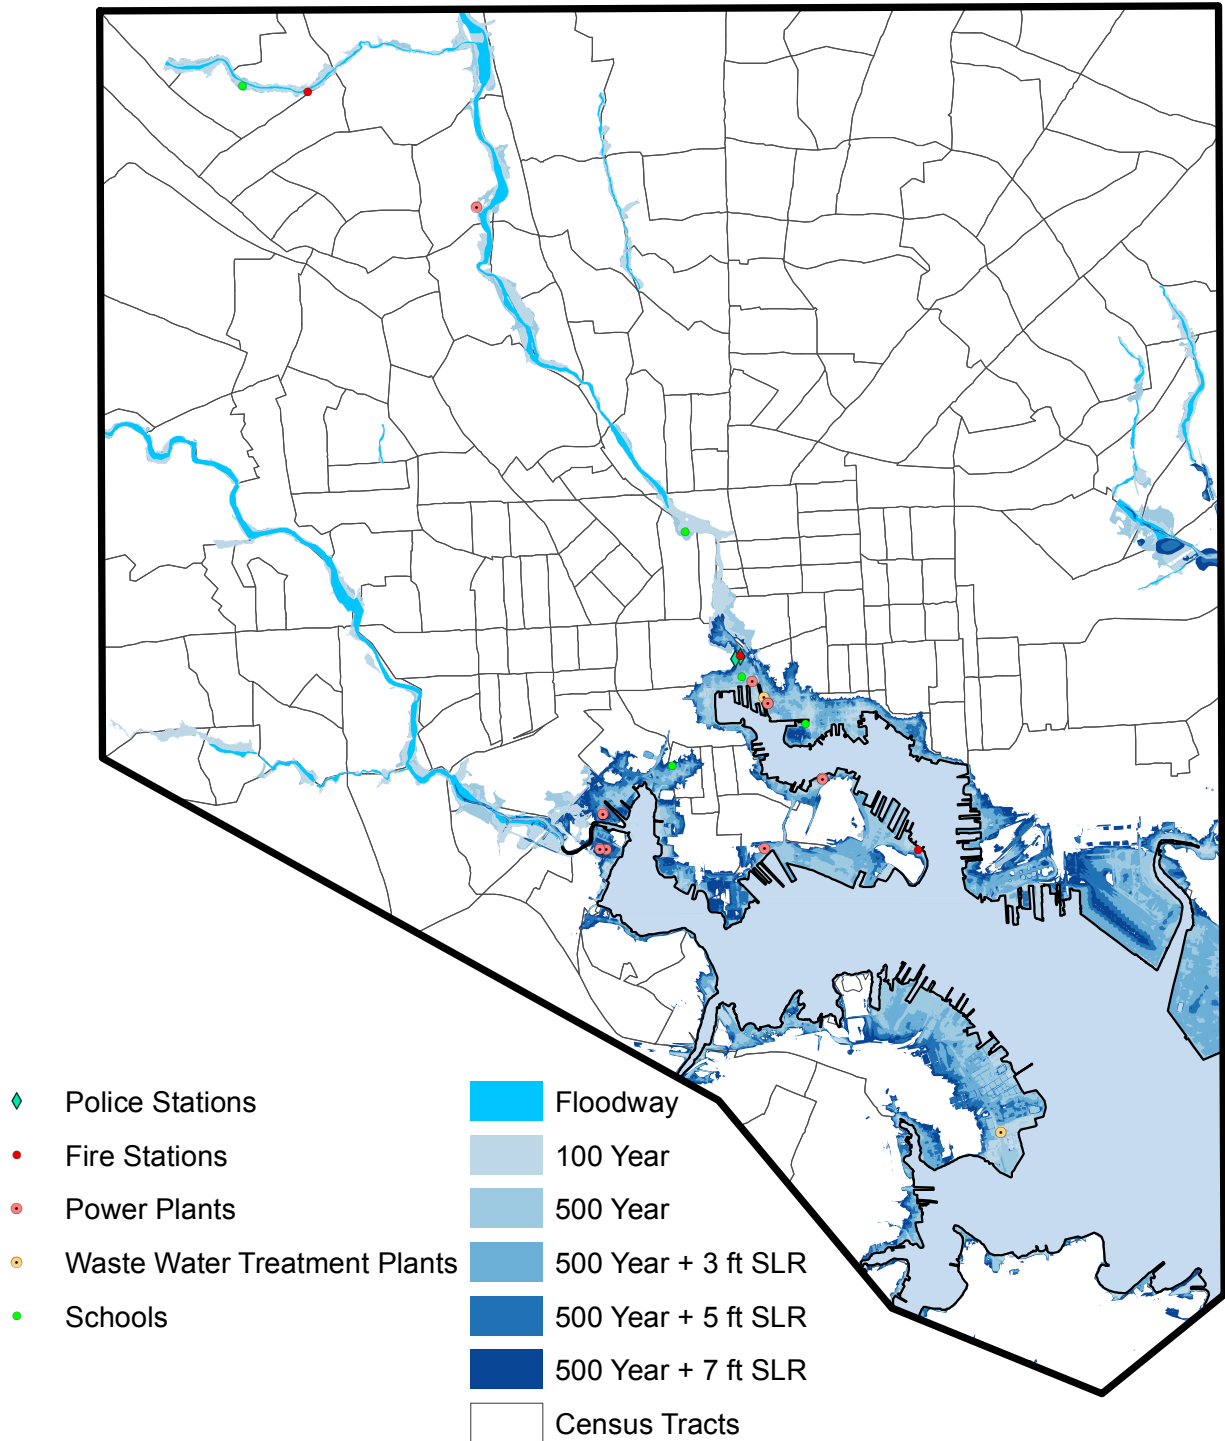 Police Stations
Fire Stations
Power Plants
Waste Water Treatment Plants
Schools
Floodway
100 Year
500 Year
500 Year + 3 ft SLR
500 Year + 5 ft SLR
500 Year + 7 ft SLR
Census Tracts